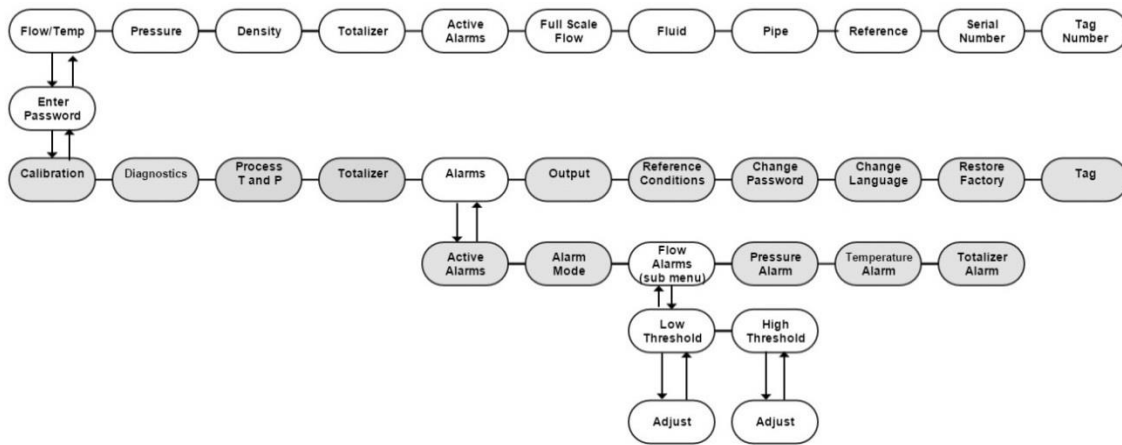 Flow/Temp
Pressure
Density
Totalizer
Active
Alarms
Full Scale
Flow
Fluid
Pipe
Reference
Serial
Number
Tag
Number
Enter
Password
Calibration
Diagnostics
Process
T and P
Totalizer
Alarms
Output
Reference
Conditions
Change
Password
Change
Language
Restore
Factory
Tag
Active
Alarms
Alarm
Mode
Flow
Alarms
(sub menu)
Pressure
Alarm
Temperature
Alarm
Totalizer
Alarm
Low
Threshold
High
Threshold
Adjust
Adjust